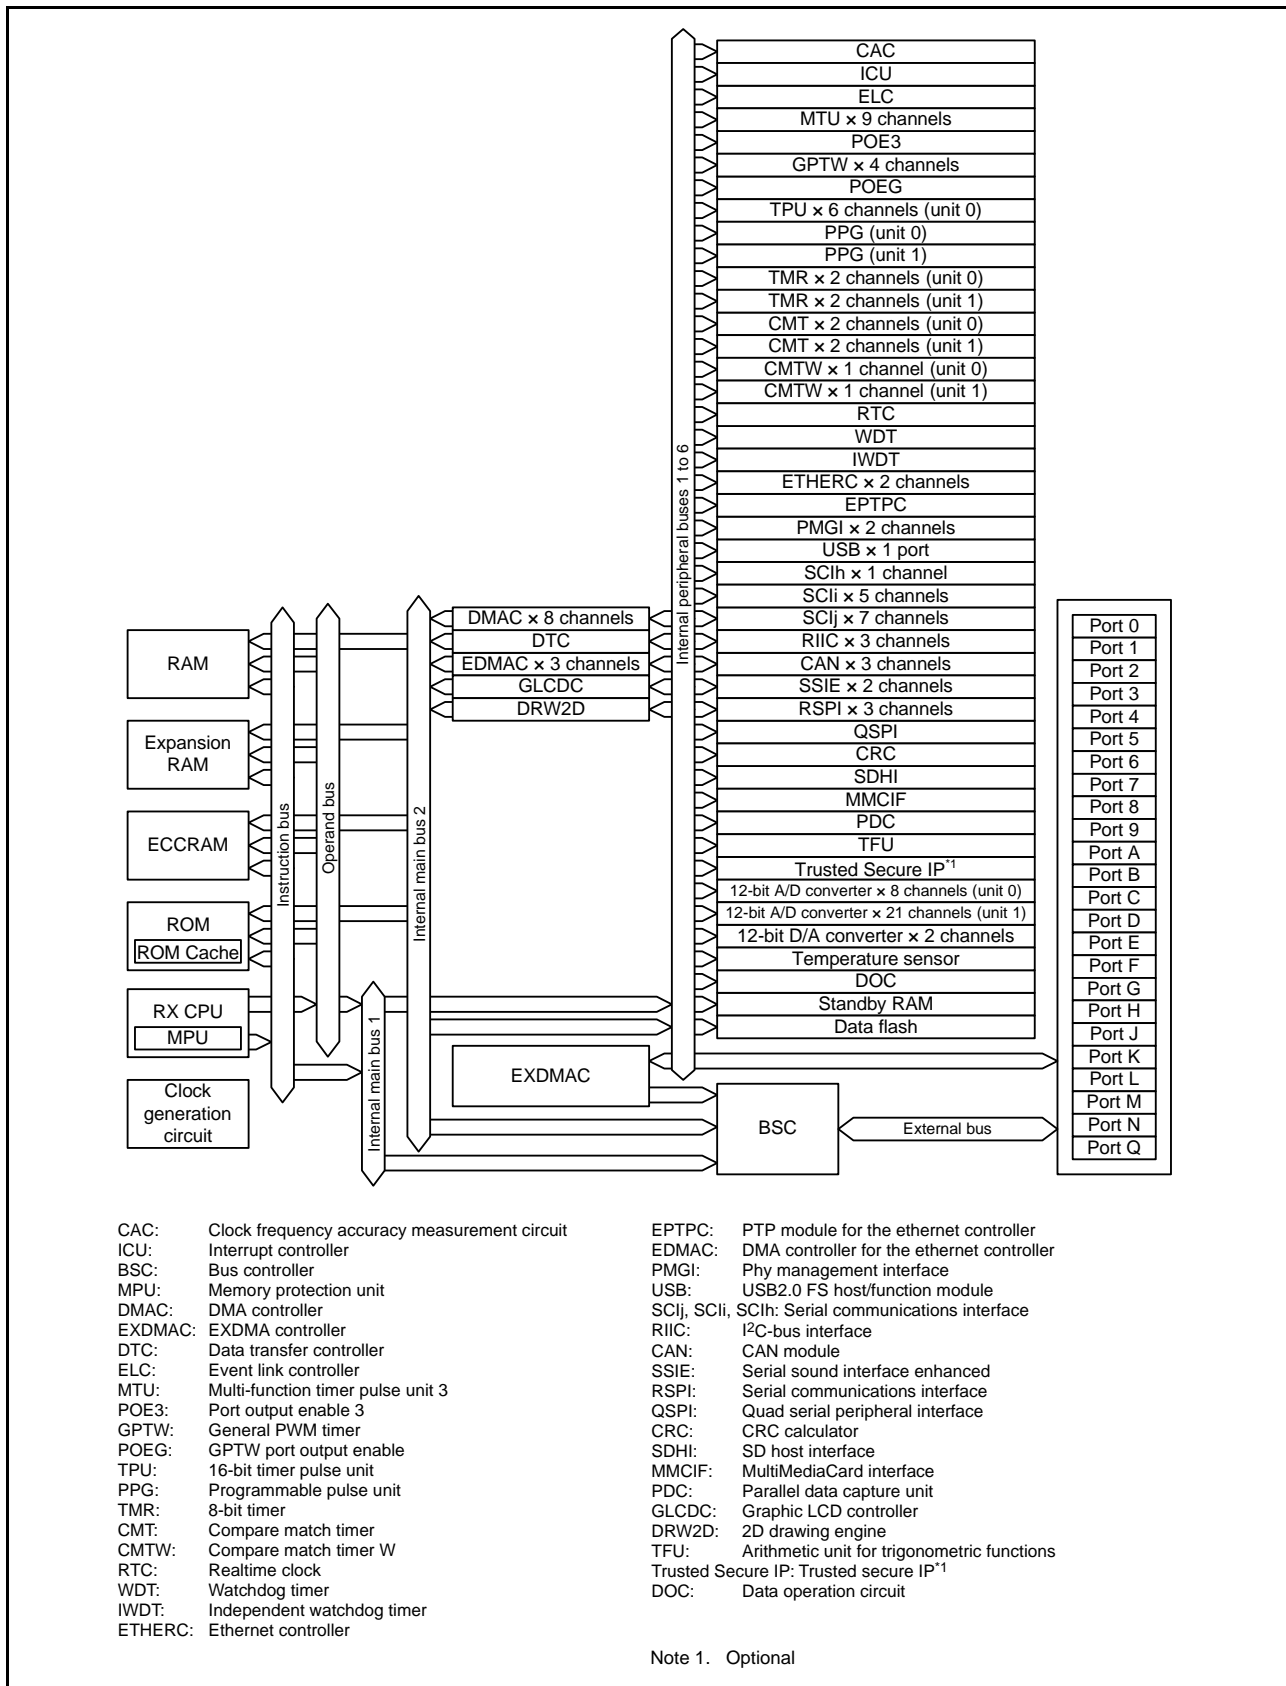 CAC
ICU
ELC
MTU × 9 channels
POE3
GPTW × 4 channels
POEG
TPU × 6 channels (unit 0)
PPG (unit 0)
PPG (unit 1)
TMR × 2 channels (unit 0)
TMR × 2 channels (unit 1)
CMT × 2 channels (unit 0)
CMT × 2 channels (unit 1)
CMTW × 1 channel (unit 0)
CMTW × 1 channel (unit 1)
RTC
WDT
IWDT
ETHERC × 2 channels
EPTPC
PMGI × 2 channels
USB × 1 port
SCIh × 1 channel
SCIi × 5 channels
SCIj × 7 channels
RIIC × 3 channels
CAN × 3 channels
SSIE × 2 channels
RSPI × 3 channels
QSPI
CRC
SDHI
MMCIF
PDC
TFU
Trusted Secure IP*1
12-bit A/D converter × 8 channels (unit 0)
12-bit A/D converter × 21 channels (unit 1)
12-bit D/A converter × 2 channels
Temperature sensor
DOC
Standby RAM
Data flash
Internal peripheral buses 1 to 6
DMAC × 8 channels
DTC
EDMAC × 3 channels
GLCDC
DRW2D
RAM
Expansion
RAM
ECCRAM
ROM
ROM Cache
RX CPU
MPU
Clock
generation
circuit
Instruction bus
Operand bus
Internal main bus 1
Internal main bus 2
EXDMAC
BSC
External bus
Port 0
Port 1
Port 2
Port 3
Port 4
Port 5
Port 6
Port 7
Port 8
Port 9
Port A
Port B
Port C
Port D
Port E
Port F
Port G
Port H
Port J
Port K
Port L
Port M
Port N
Port Q
CAC: Clock frequency accuracy measurement circuit
ICU: Interrupt controller
BSC: Bus controller
MPU: Memory protection unit
DMAC: DMA controller
EXDMAC: EXDMA controller
DTC: Data transfer controller
ELC: Event link controller
MTU: Multi-function timer pulse unit 3
POE3: Port output enable 3
GPTW: General PWM timer
POEG: GPTW port output enable
TPU: 16-bit timer pulse unit
PPG: Programmable pulse unit
TMR: 8-bit timer
CMT: Compare match timer
CMTW: Compare match timer W
RTC: Realtime clock
WDT: Watchdog timer
IWDT: Independent watchdog timer
ETHERC: Ethernet controller
EPTPC: PTP module for the ethernet controller
EDMAC: DMA controller for the ethernet controller
PMGI: Phy management interface
USB: USB2.0 FS host/function module
SCIj, SCIi, SCIh: Serial communications interface
RIIC: I2C-bus interface
CAN: CAN module
SSIE: Serial sound interface enhanced
RSPI: Serial communications interface
QSPI: Quad serial peripheral interface
CRC: CRC calculator
SDHI: SD host interface
MMCIF: MultiMediaCard interface
PDC: Parallel data capture unit
GLCDC: Graphic LCD controller
DRW2D: 2D drawing engine
TFU: Arithmetic unit for trigonometric functions
Trusted Secure IP: Trusted secure IP*1
DOC: Data operation circuit
Note 1. Optional